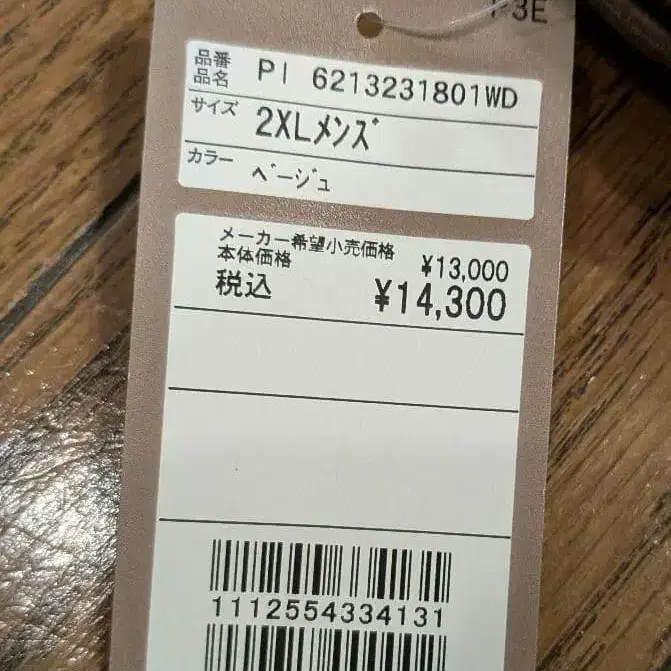 P3E
品番
品名 PI 6213231801WD
サイズ 2XLメンズ
カラー ベージュ
メーカー希望小売価格
本体価格 ¥13,000
税込 ¥14,300
1112554334131